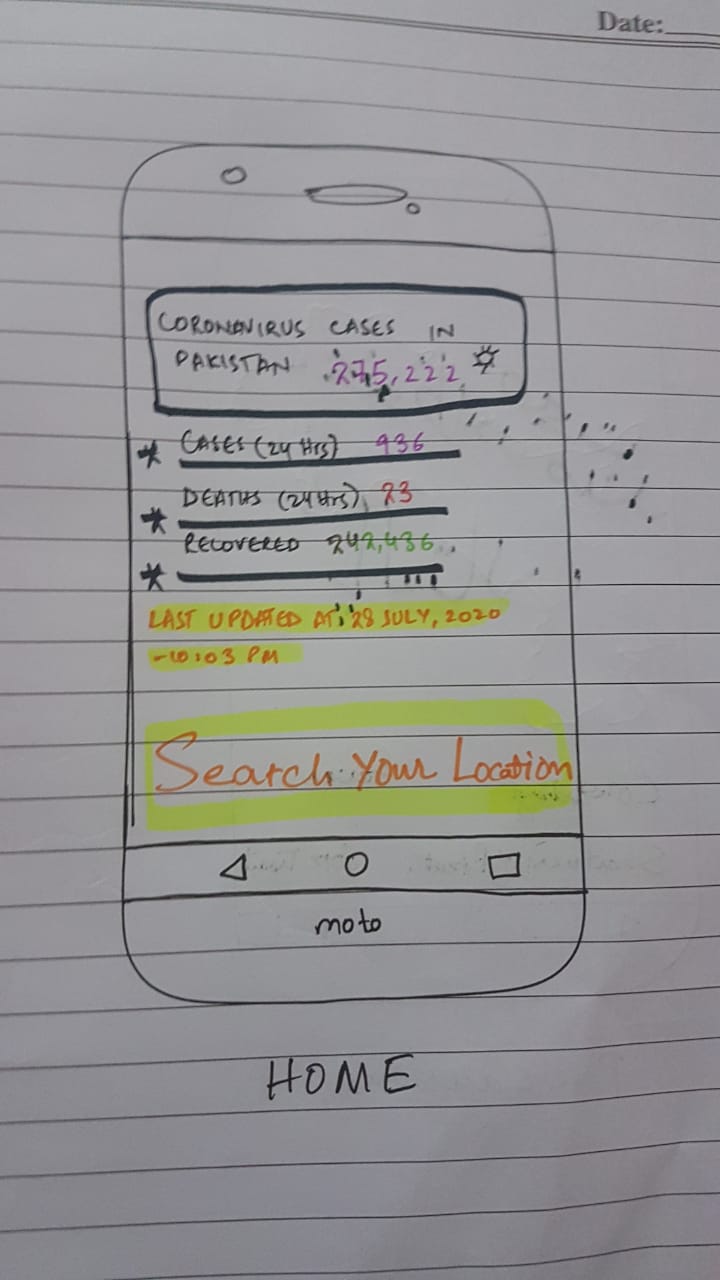 Date:
CORONAVIRUS CASES IN
PAKISTAN 275,222
CASES (24 Hrs) 936
DEATHS (24 Hrs) 23
RECOVERED 242,436
LAST UPDATED AT: 28 JULY, 2020
-10:03 PM
Search Your Location
moto
HOME